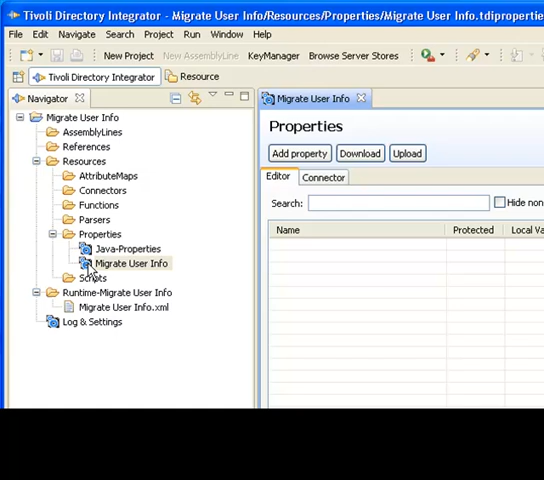 Tivoli Directory Integrator - Migrate User Info/Resources/Properties/Migrate User Info.tdipropertie
File Edit Navigate Search Project Run Window Help
New Project New AssemblyLine KeyManager Browse Server Stores
Tivoli Directory Integrator Resource
Navigator
Migrate User Info
AssemblyLines
References
Resources
AttributeMaps
Connectors
Functions
Parsers
Properties
Java-Properties
Migrate User Info
Scripts
Runtime-Migrate User Info
Migrate User Info.xml
Log & Settings
Migrate User Info
Properties
Add property Download Upload
Editor Connector
Search: Hide non
Name Protected Local Va